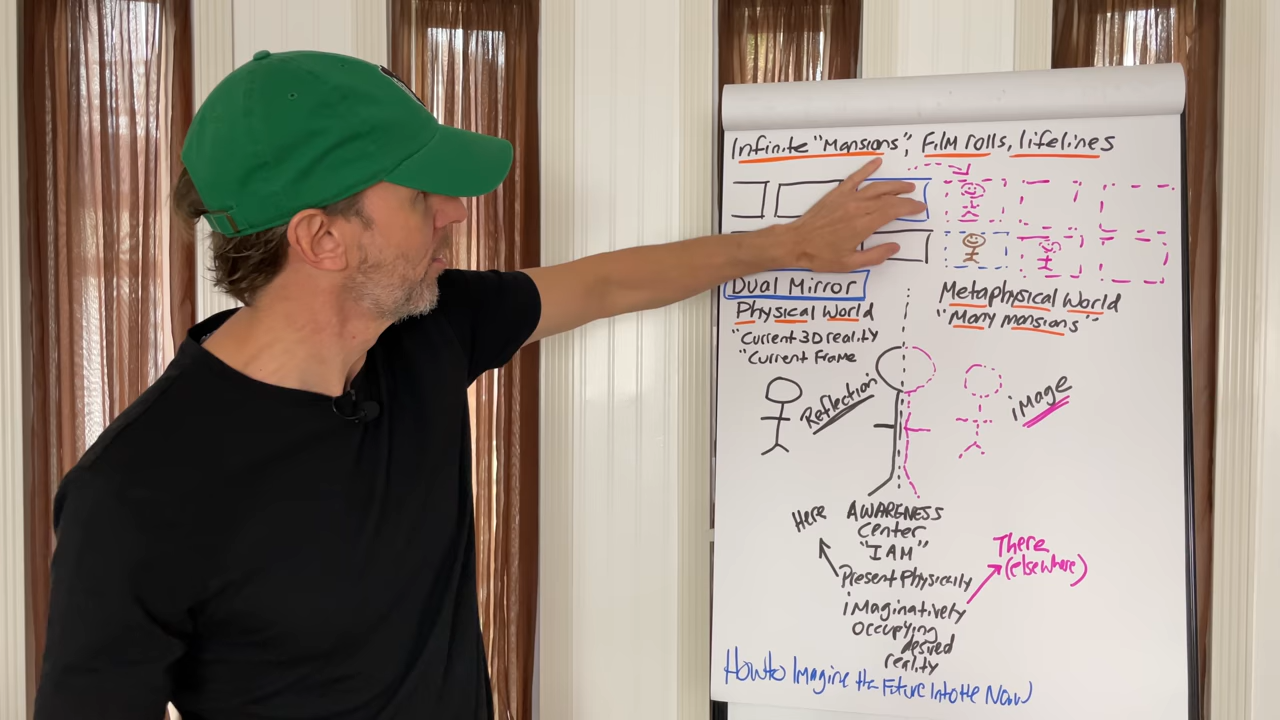 Infinite "Mansions", Film rolls, lifelines
Dual Mirror
Physical World
"Current 3D reality
"Current Frame
Metaphysical World
"Many mansions"
Reflection
iMage
Here
AWARENESS
Center
"I AM"
Present Physically
iMaginatively
occupying
desired
reality
There
(elsewhere)
How to Imagine the Future Into the Now